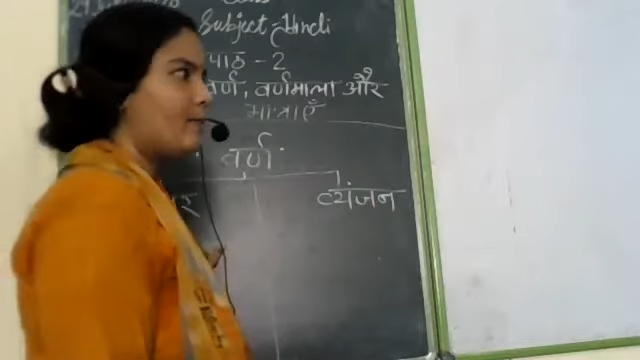 Subject - Hindi
पाठ - 2
वर्ण, वर्णमाला और
मात्राएँ
वर्ण
व्यंजन